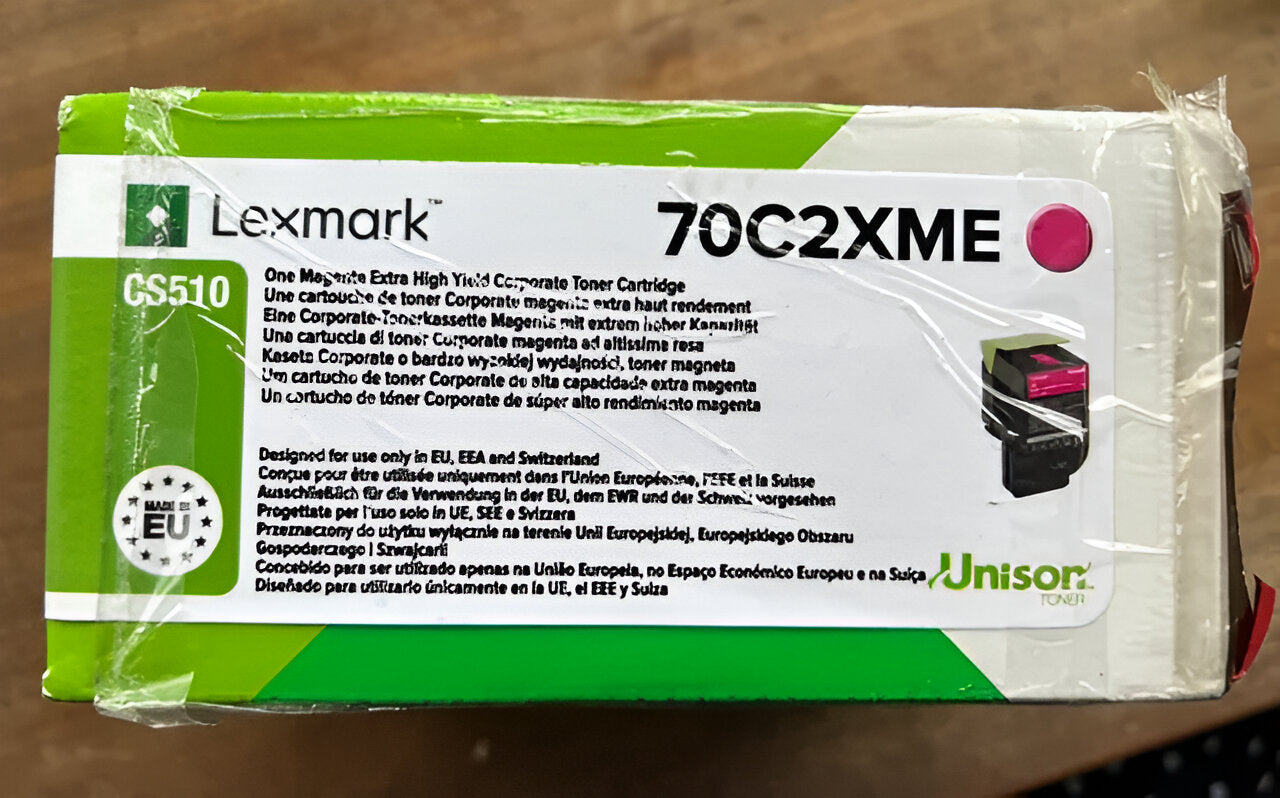 Lexmark™
70C2XME
CS510
One Magenta Extra High Yield Corporate Toner Cartridge
Une cartouche de toner Corporate magenta extra haut rendement
Eine Corporate-Tonerkassette Magenta mit extrem hoher Kapazität
Una cartuccia di toner Corporate magenta ad altissima resa
Kaseta Corporate o bardzo wysokiej wydajności, toner magneta
Um cartucho de toner Corporate de alta capacidade extra magenta
Un cartucho de tóner Corporate de súper alto rendimiento magenta
Designed for use only in EU, EEA and Switzerland
Conçue pour être utilisée uniquement dans l'Union Européenne, l'EEE et la Suisse
Ausschließlich für die Verwendung in der EU, dem EWR und der Schweiz vorgesehen
Progettata per l'uso solo in UE, SEE e Svizzera
Przeznaczony do użytku wyłącznie na terenie Unii Europejskiej, Europejskiego Obszaru
Gospodarczego i Szwajcarii
Concebido para ser utilizado apenas na União Europeia, no Espaço Económico Europeu e na Suíça
Diseñado para utilizarlo únicamente en la UE, el EEE y Suiza
MADE IN
EU
Unison™
TONER